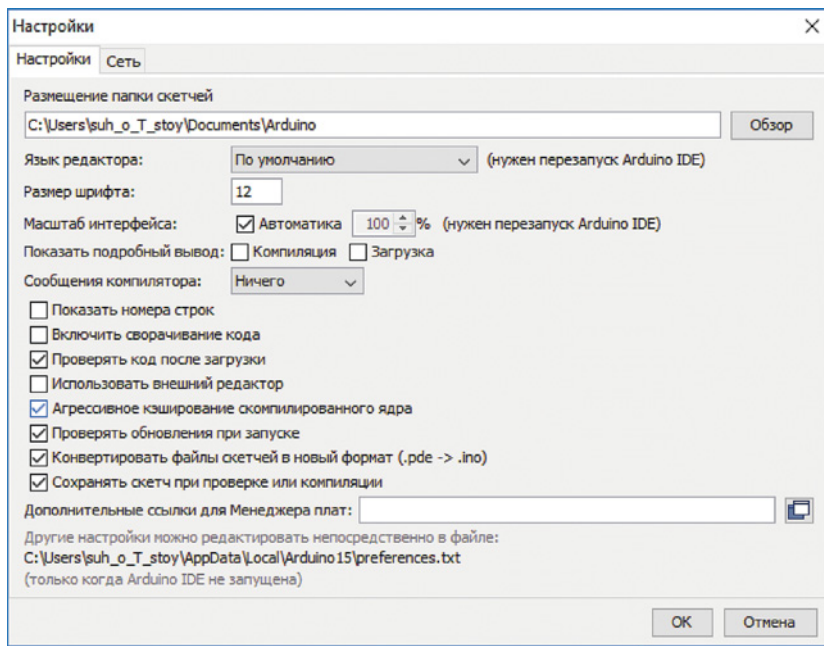 Настройки
Настройки Сеть
Размещение папки скетчей
C:\Users\suh_o_T_stoy\Documents\Arduino Обзор
Язык редактора: По умолчанию (нужен перезапуск Arduino IDE)
Размер шрифта: 12
Масштаб интерфейса: Автоматика 100 % (нужен перезапуск Arduino IDE)
Показать подробный вывод: Компиляция Загрузка
Сообщения компилятора: Ничего
Показать номера строк
Включить сворачивание кода
Проверять код после загрузки
Использовать внешний редактор
Агрессивное кэширование скомпилированного ядра
Проверять обновления при запуске
Конвертировать файлы скетчей в новый формат (.pde -> .ino)
Сохранять скетч при проверке или компиляции
Дополнительные ссылки для Менеджера плат:
Другие настройки можно редактировать непосредственно в файле:
C:\Users\suh_o_T_stoy\AppData\Local\Arduino15\preferences.txt
(только когда Arduino IDE не запущена)
OK Отмена